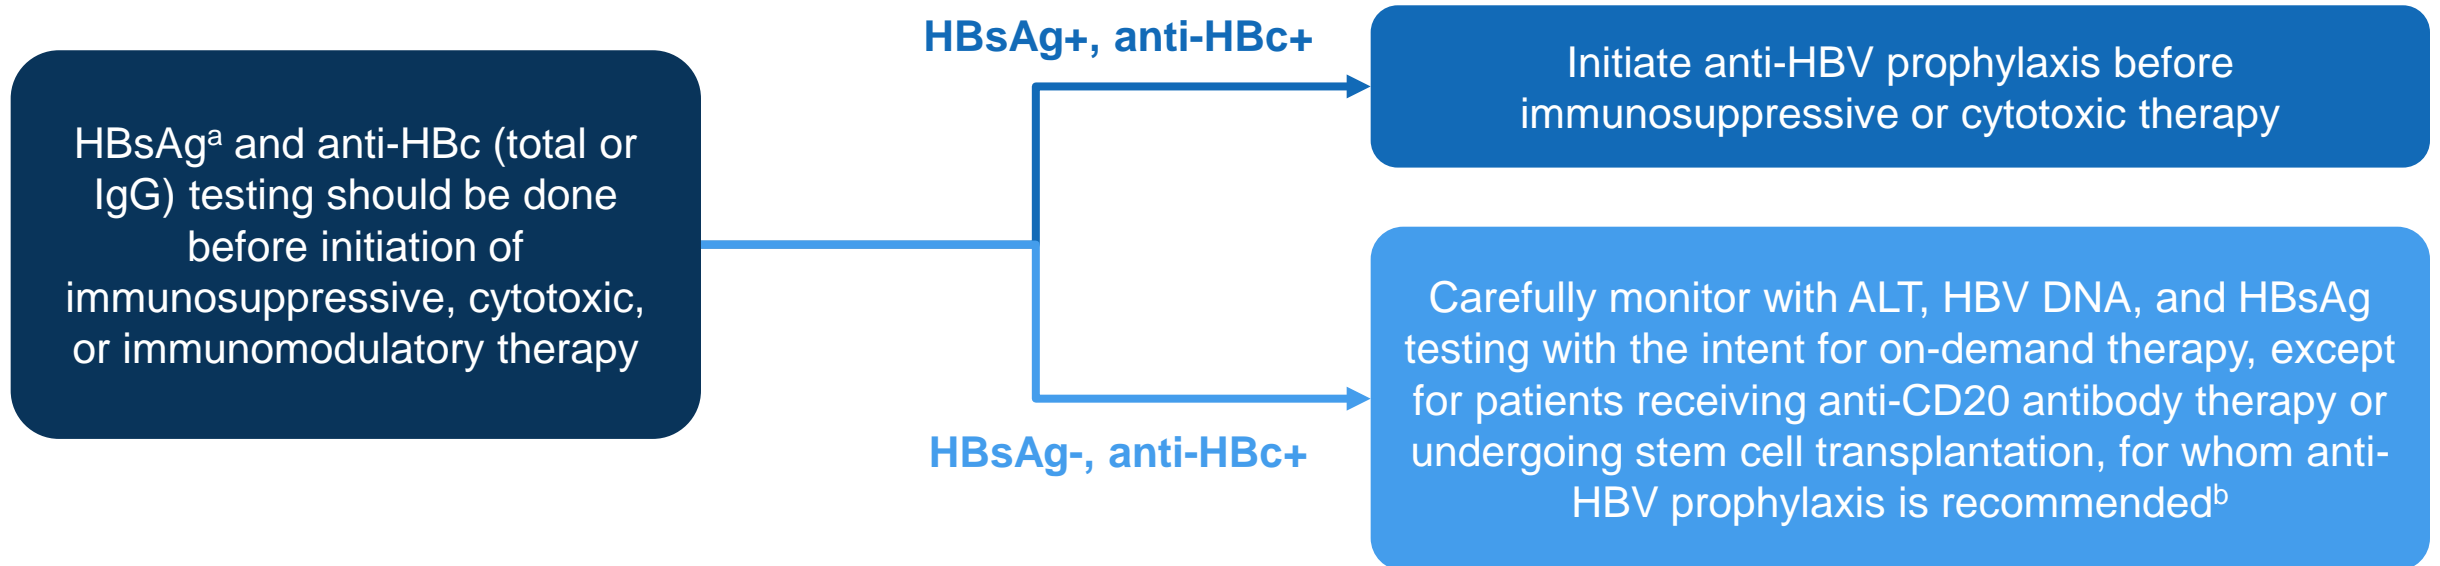 HBsAgᵃ and anti-HBc (total or
IgG) testing should be done
before initiation of
immunosuppressive, cytotoxic,
or immunomodulatory therapy
HBsAg+, anti-HBc+
Initiate anti-HBV prophylaxis before
immunosuppressive or cytotoxic therapy
HBsAg-, anti-HBc+
Carefully monitor with ALT, HBV DNA, and HBsAg
testing with the intent for on-demand therapy, except
for patients receiving anti-CD20 antibody therapy or
undergoing stem cell transplantation, for whom anti-
HBV prophylaxis is recommendedᵇ